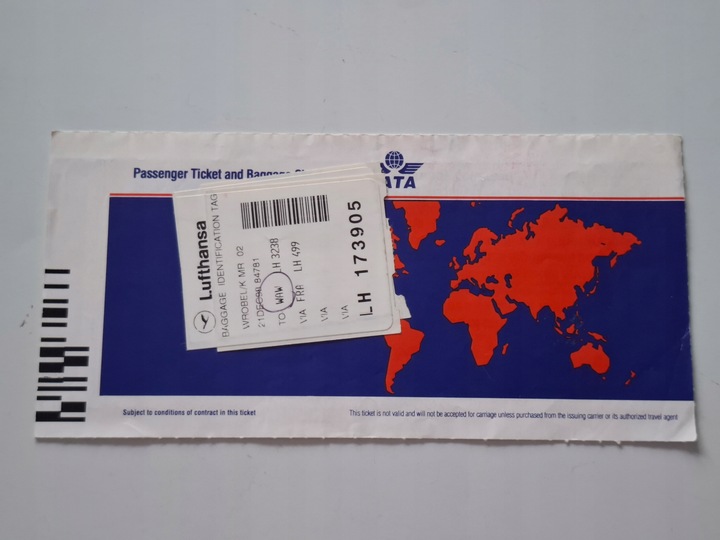 Passenger Ticket and Baggage
IATA
Lufthansa
BAGGAGE IDENTIFICATION TAG
WROBEL/K MR 02
84781
TO WAW LH 3238
VIA FRA LH 499
VIA
VIA
LH 173905
Subject to conditions of contract in this ticket
This ticket is not valid and will not be accepted for carriage unless purchased from the issuing carrier or its authorized travel agent